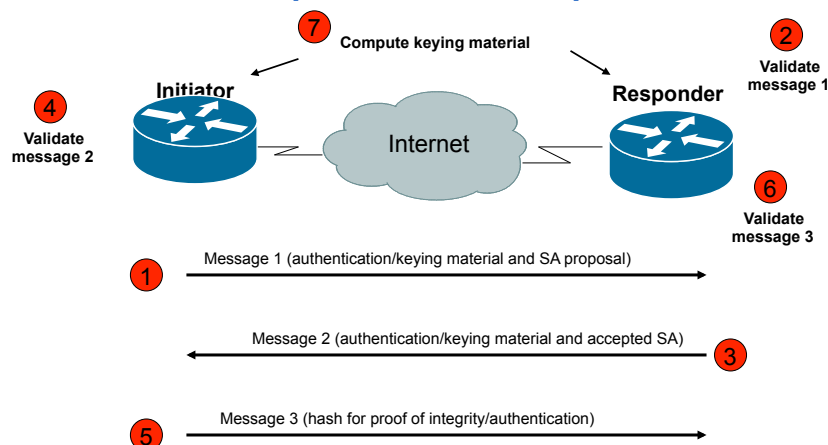 7
Compute keying material
2
Validate
message 1
Initiator
Responder
4
Validate
message 2
Internet
6
Validate
message 3
Message 1 (authentication/keying material and SA proposal)
1
Message 2 (authentication/keying material and accepted SA)
3
Message 3 (hash for proof of integrity/authentication)
5